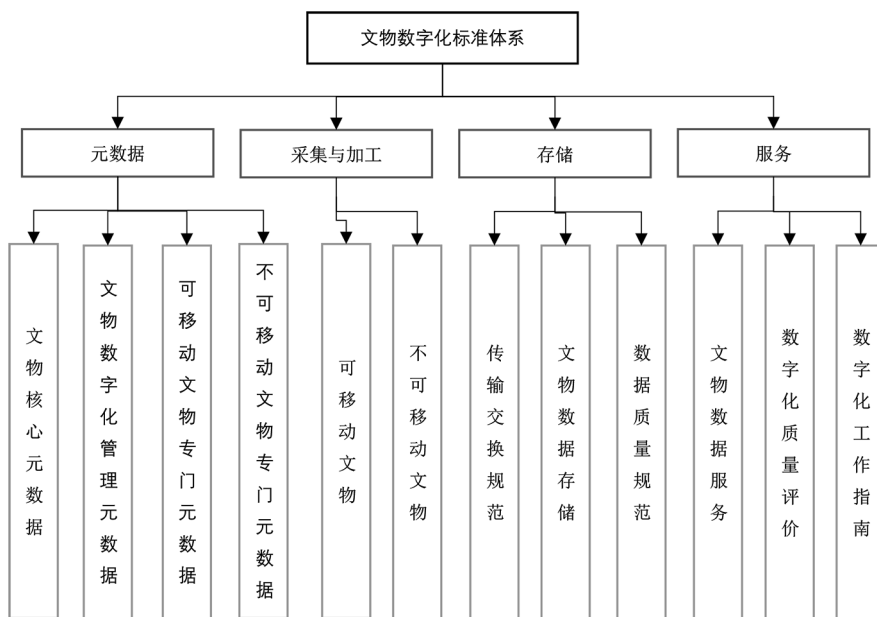 文物数字化标准体系
元数据
采集与加工
存储
服务
文物核心元数据
文物数字化管理元数据
可移动文物专门元数据
不可移动文物专门元数据
可移动文物
不可移动文物
传输交换规范
文物数据存储
数据质量规范
文物数据服务
数字化质量评价
数字化工作指南